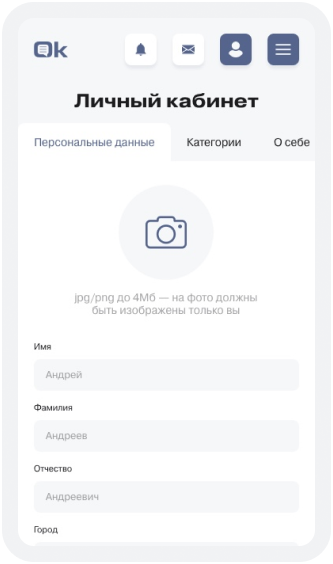 Ok
Личный кабинет
Персональные данные Категории О себе
jpg/png до 4Мб — на фото должны
быть изображены только вы
Имя
Андрей
Фамилия
Андреев
Отчество
Андреевич
Город